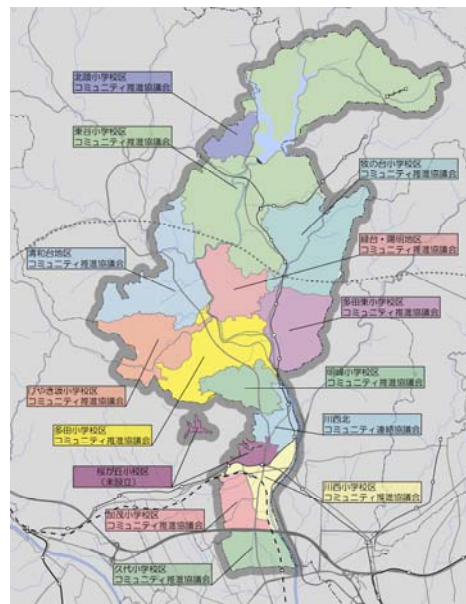 北陵小学校区
コミュニティ推進協議会
東谷小学校区
コミュニティ推進協議会
牧の台小学校区
コミュニティ推進協議会
緑台・陽明地区
コミュニティ推進協議会
清和台地区
コミュニティ推進協議会
多田東小学校区
コミュニティ推進協議会
明峰小学校区
コミュニティ推進協議会
けやき坂小学校区
コミュニティ推進協議会
多田小学校区
コミュニティ推進協議会
川西北
コミュニティ連絡協議会
桜が丘小校区
(未設立)
川西小学校区
コミュニティ推進協議会
加茂小学校区
コミュニティ推進協議会
久代小学校区
コミュニティ推進協議会